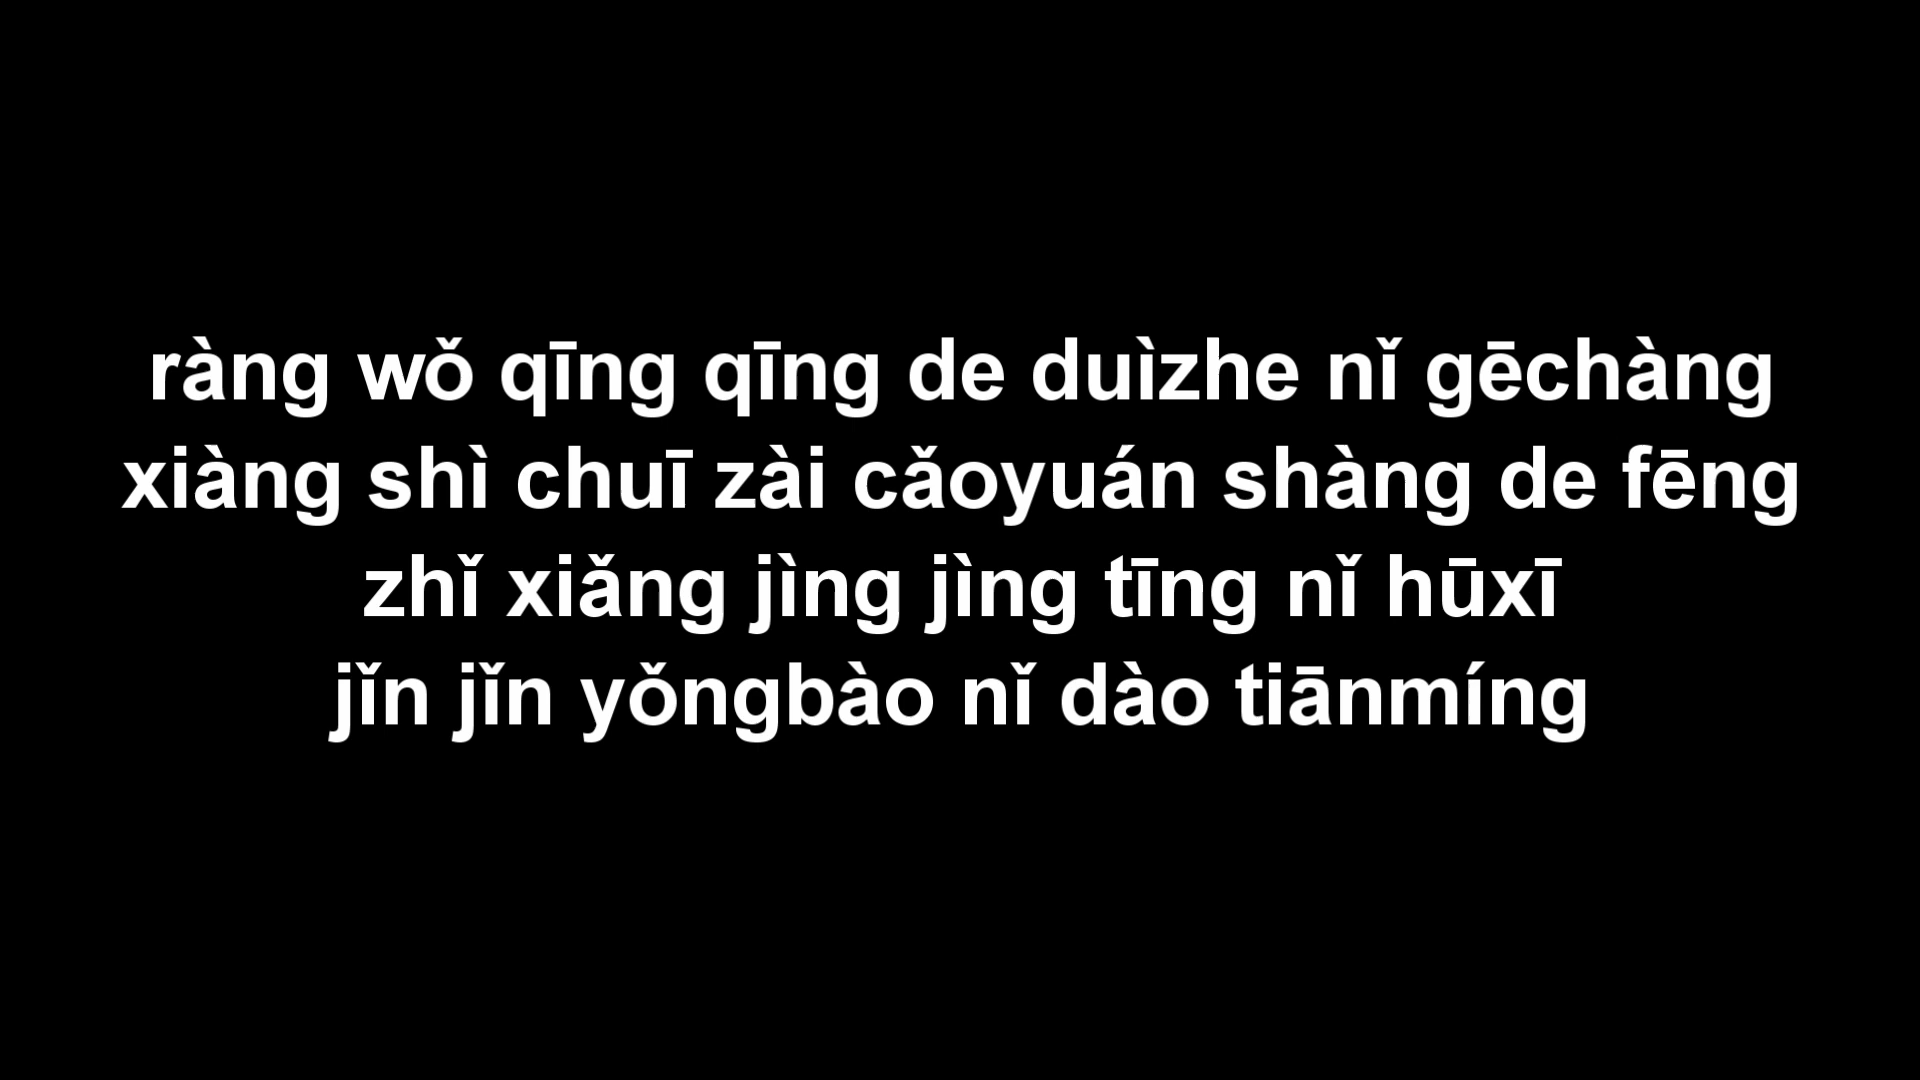 ràng wǒ qīng qīng de duìzhe nǐ gēchàng
xiàng shì chuī zài cǎoyuán shàng de fēng
zhǐ xiǎng jìng jìng tīng nǐ hūxī
jǐn jǐn yǒngbào nǐ dào tiānmíng